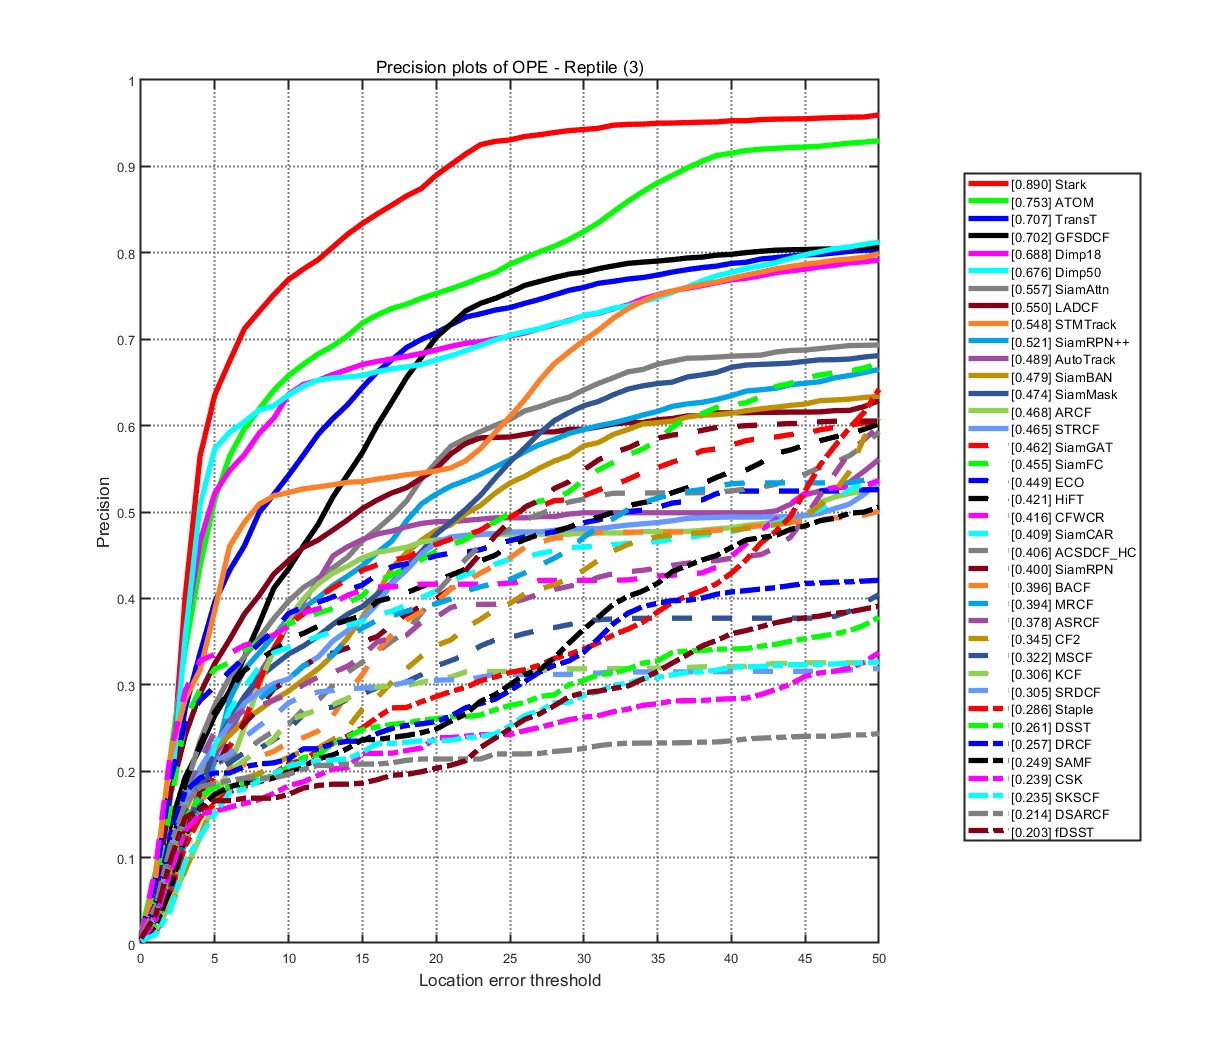 Precision plots of OPE - Reptile (3)
Precision
1
0.9
0.8
0.7
0.6
0.5
0.4
0.3
0.2
0.1
0
0 5 10 15 20 25 30 35 40 45 50
Location error threshold
[0.890] Stark
[0.753] ATOM
[0.707] TransT
[0.702] GFSDCF
[0.688] Dimp18
[0.676] Dimp50
[0.557] SiamAttn
[0.550] LADCF
[0.548] STMTrack
[0.521] SiamRPN++
[0.489] AutoTrack
[0.479] SiamBAN
[0.474] SiamMask
[0.468] ARCF
[0.465] STRCF
[0.462] SiamGAT
[0.455] SiamFC
[0.449] ECO
[0.421] HiFT
[0.416] CFWCR
[0.409] SiamCAR
[0.406] ACSDCF_HC
[0.400] SiamRPN
[0.396] BACF
[0.394] MRCF
[0.378] ASRCF
[0.345] CF2
[0.322] MSCF
[0.306] KCF
[0.305] SRDCF
[0.286] Staple
[0.261] DSST
[0.257] DRCF
[0.249] SAMF
[0.239] CSK
[0.235] SKSCF
[0.214] DSARCF
[0.203] fDSST